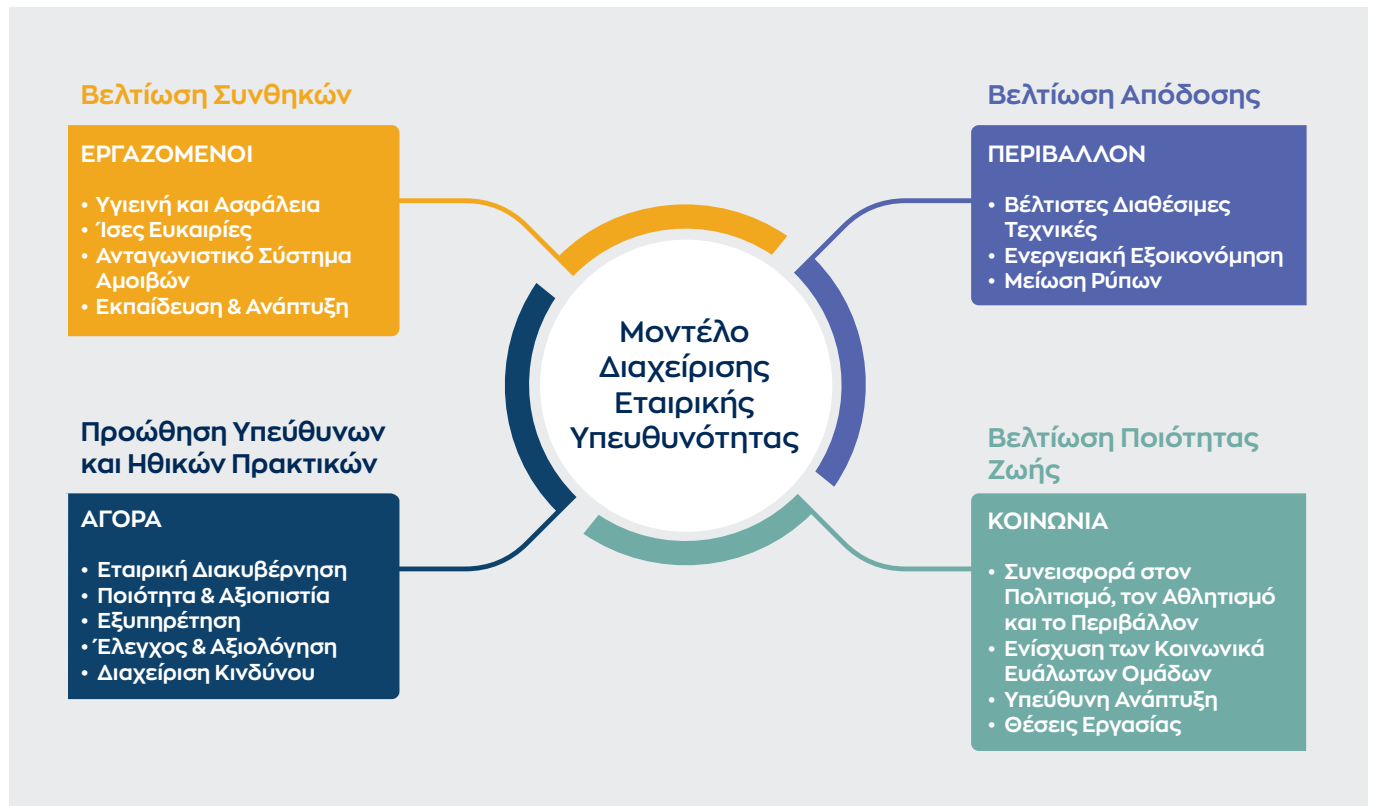 Βελτίωση Συνθηκών
ΕΡΓΑΖΟΜΕΝΟΙ
• Υγιεινή και Ασφάλεια
• Ίσες Ευκαιρίες
• Ανταγωνιστικό Σύστημα
Αμοιβών
• Εκπαίδευση & Ανάπτυξη
Βελτίωση Απόδοσης
ΠΕΡΙΒΑΛΛΟΝ
• Βέλτιστες Διαθέσιμες
Τεχνικές
• Ενεργειακή Εξοικονόμηση
• Μείωση Ρύπων
Μοντέλο
Διαχείρισης
Εταιρικής
Υπευθυνότητας
Προώθηση Υπεύθυνων
και Ηθικών Πρακτικών
ΑΓΟΡΑ
• Εταιρική Διακυβέρνηση
• Ποιότητα & Αξιοπιστία
• Εξυπηρέτηση
• Έλεγχος & Αξιολόγηση
• Διαχείριση Κινδύνου
Βελτίωση Ποιότητας
Ζωής
ΚΟΙΝΩΝΙΑ
• Συνεισφορά στον
Πολιτισμό, τον Αθλητισμό
και το Περιβάλλον
• Ενίσχυση των Κοινωνικά
Ευάλωτων Ομάδων
• Υπεύθυνη Ανάπτυξη
• Θέσεις Εργασίας